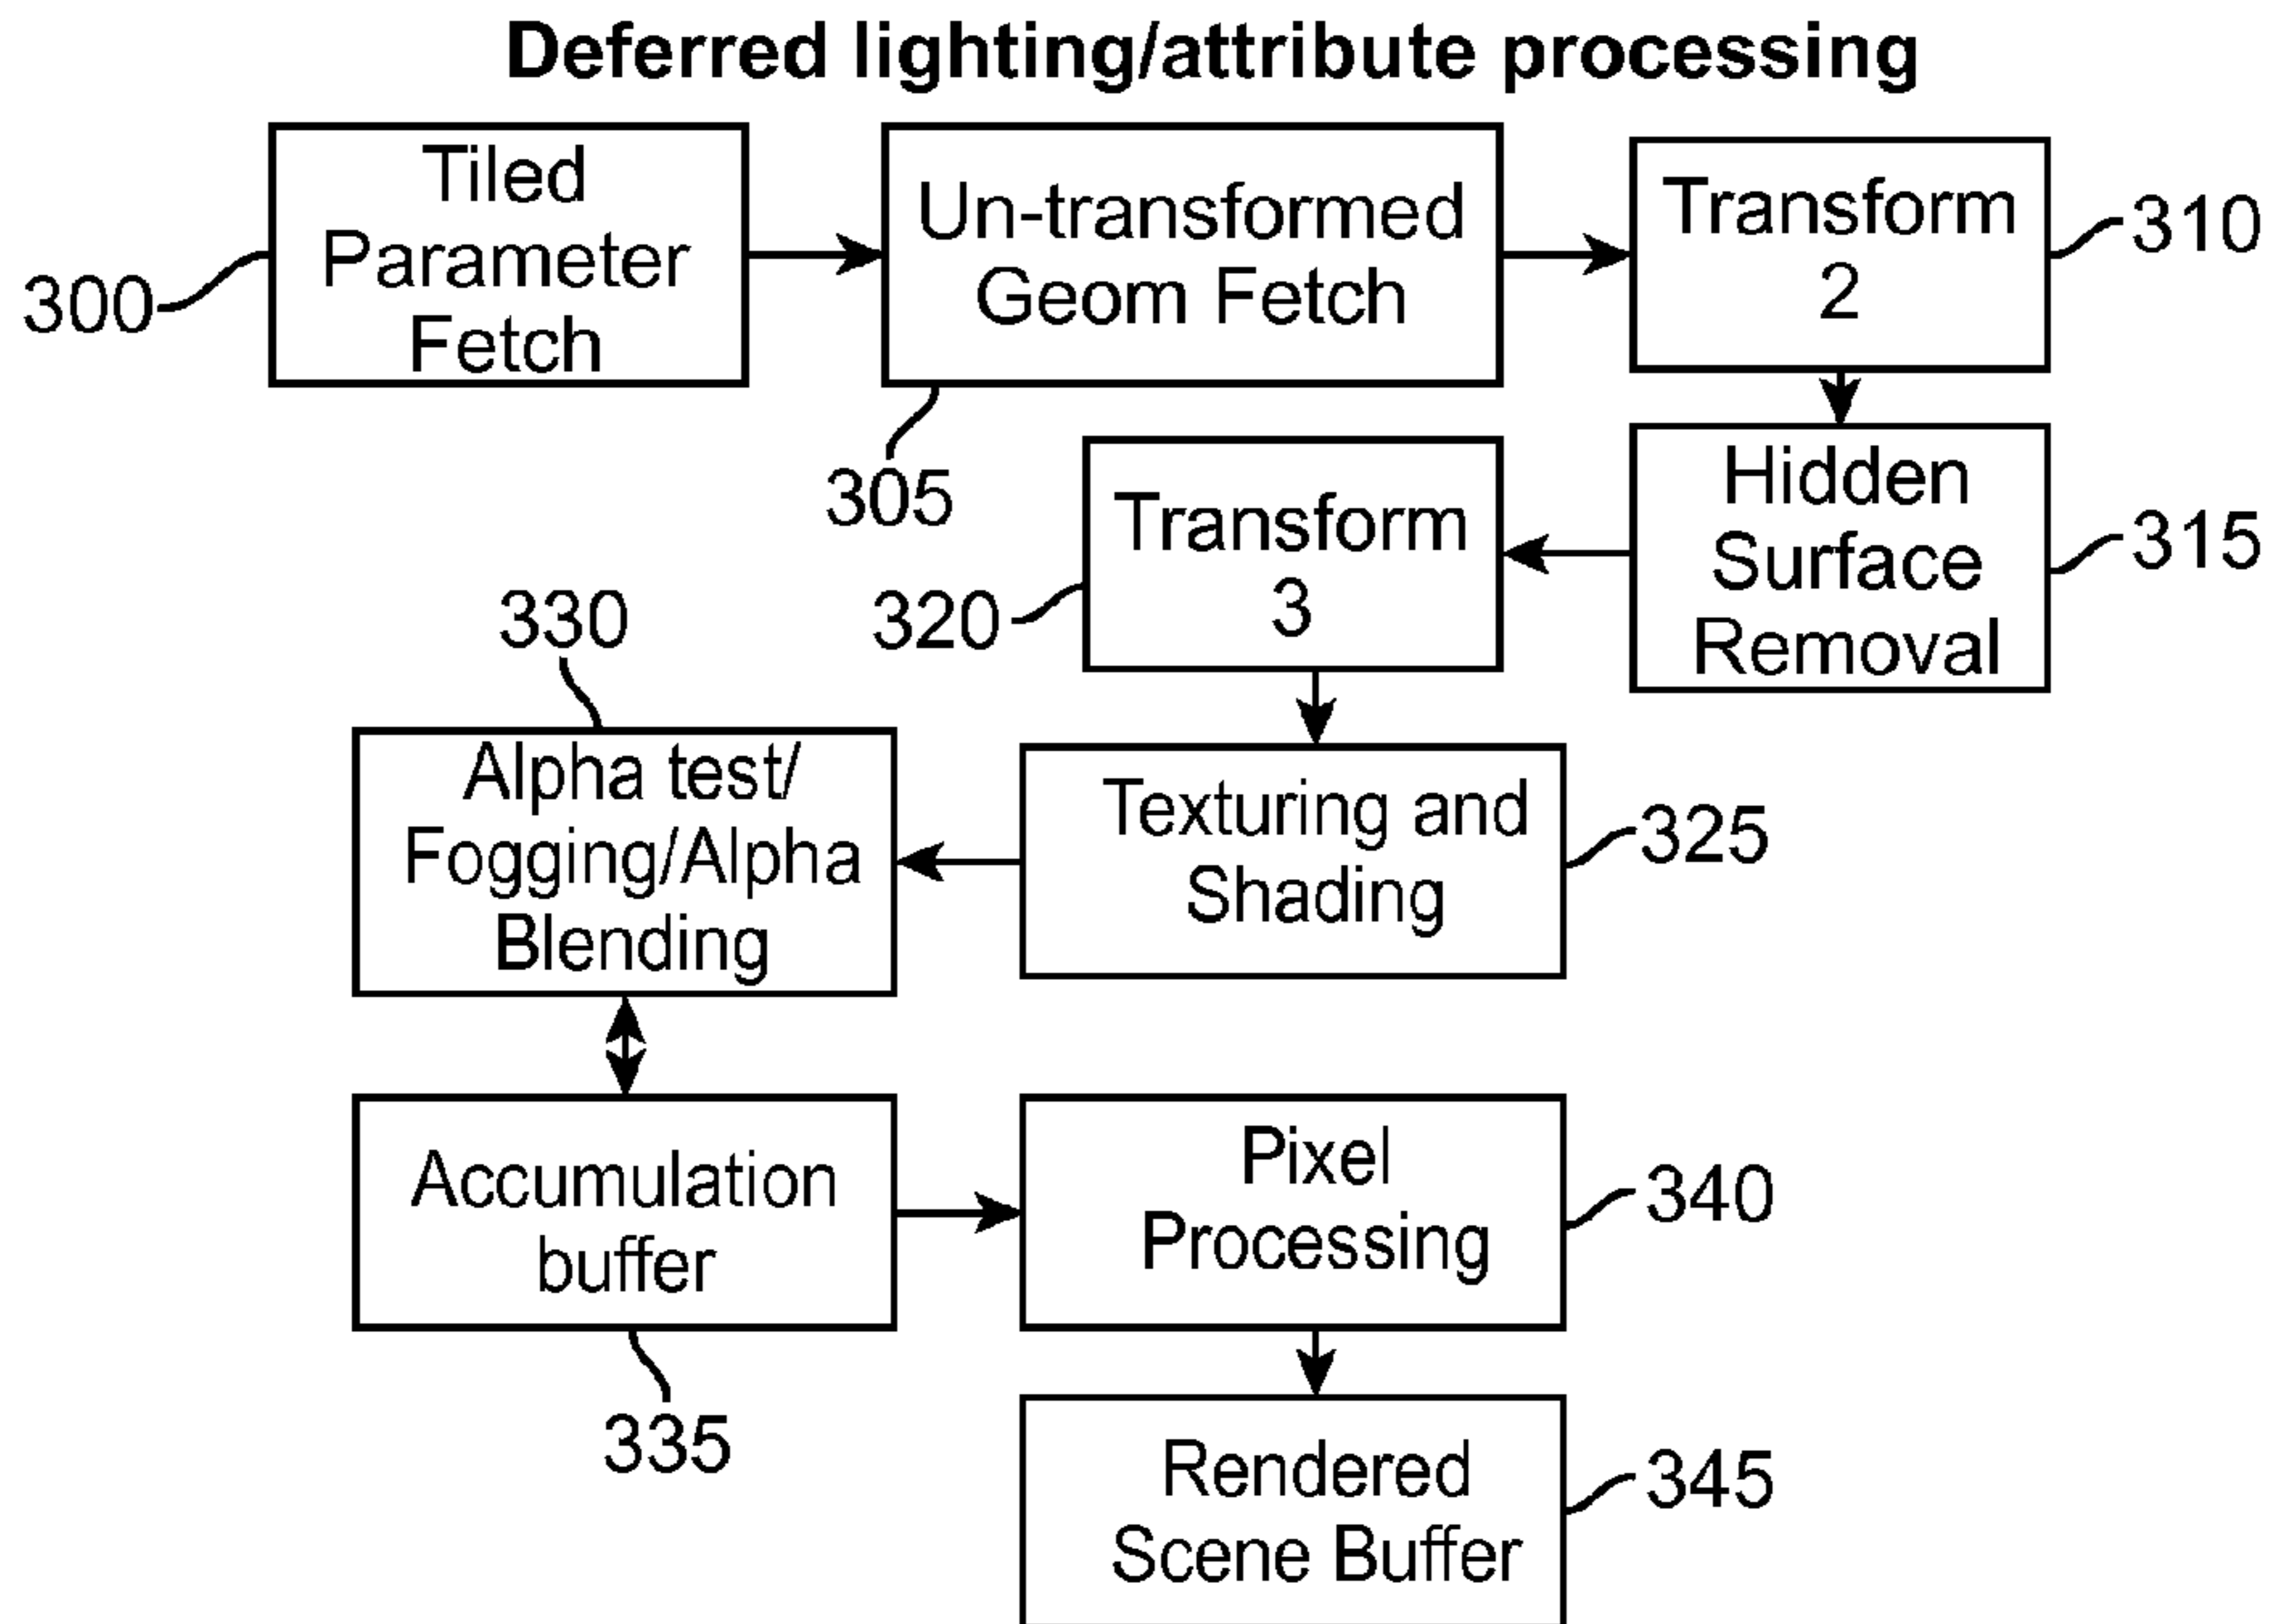 Deferred lighting/attribute processing
Tiled
Parameter
Fetch
300
Un-transformed
Geom Fetch
305
Transform
2
310
Hidden
Surface
Removal
315
Transform
3
320
Texturing and
Shading
325
330
Alpha test/
Fogging/Alpha
Blending
Accumulation
buffer
335
Pixel
Processing
340
Rendered
Scene Buffer
345